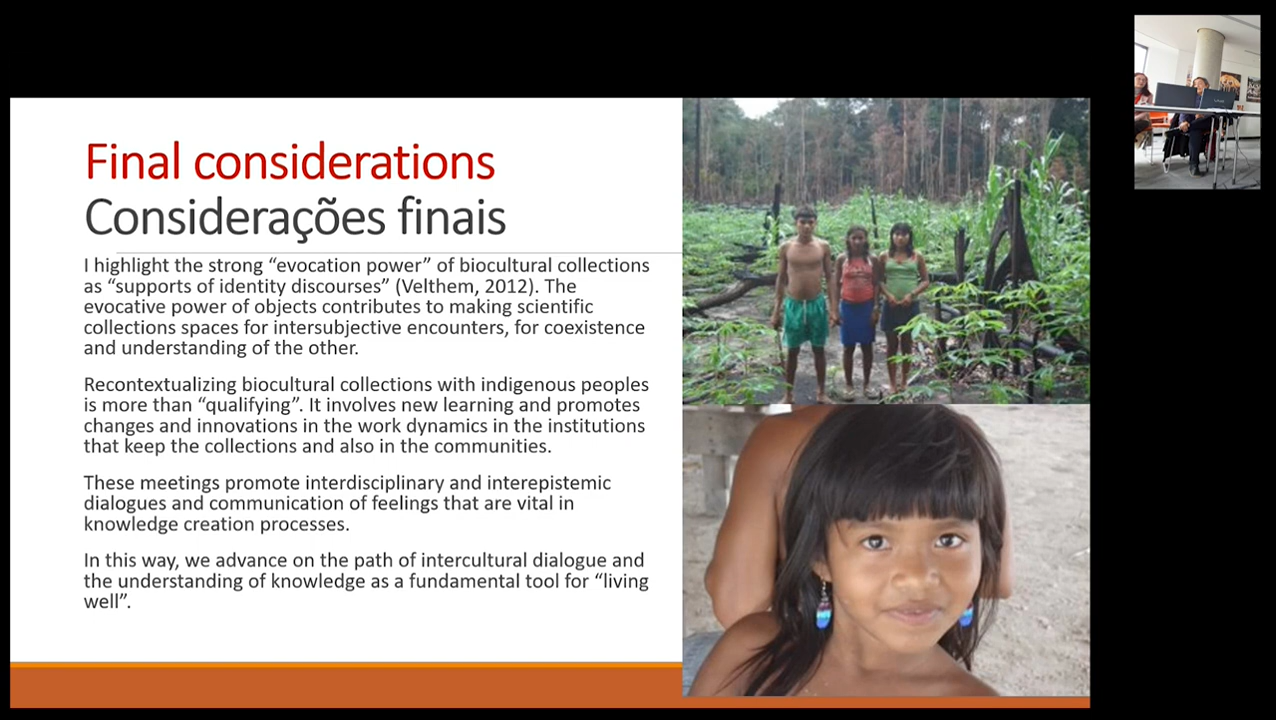 Final considerations
Considerações finais
I highlight the strong “evocation power” of biocultural collections
as “supports of identity discourses” (Velthem, 2012). The
evocative power of objects contributes to making scientific
collections spaces for intersubjective encounters, for coexistence
and understanding of the other.
Recontextualizing biocultural collections with indigenous peoples
is more than “qualifying”. It involves new learning and promotes
changes and innovations in the work dynamics in the institutions
that keep the collections and also in the communities.
These meetings promote interdisciplinary and interepistemic
dialogues and communication of feelings that are vital in
knowledge creation processes.
In this way, we advance on the path of intercultural dialogue and
the understanding of knowledge as a fundamental tool for “living
well”.